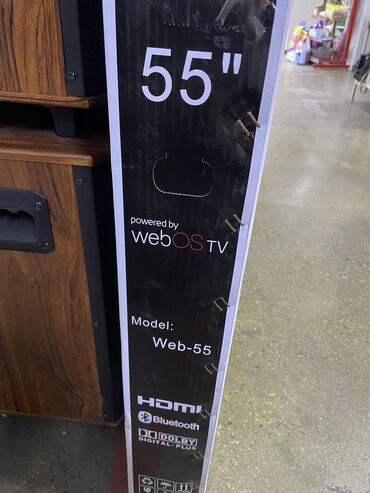 55"
powered by
webOS TV
Model:
Web-55
HDMI
Bluetooth
DOLBY
DIGITAL-PLUS